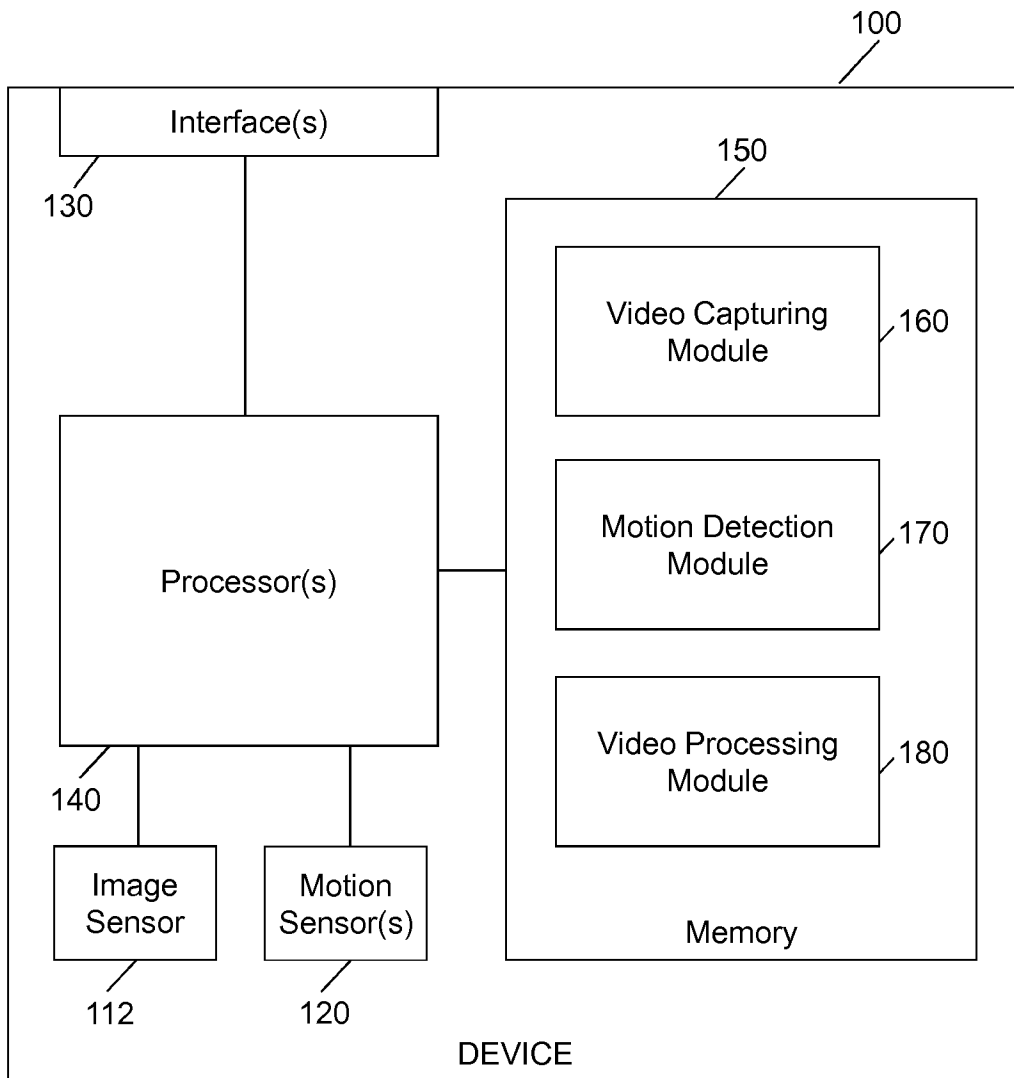 100
Interface(s)
130
150
Video Capturing
Module
160
Motion Detection
Module
170
Processor(s)
Video Processing
Module
180
140
Image
Sensor
Motion
Sensor(s)
Memory
112
120
DEVICE